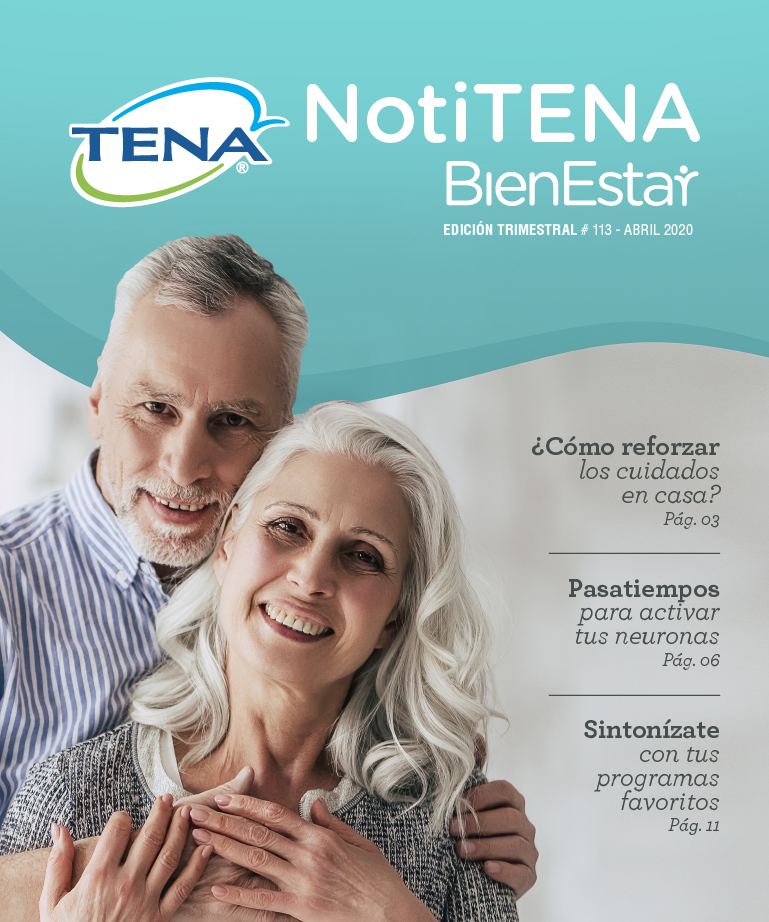 TENA®
NotiTENA
BienEstar
EDICIÓN TRIMESTRAL # 113 - ABRIL 2020
¿Cómo reforzar
los cuidados
en casa?
Pág. 03
Pasatiempos
para activar
tus neuronas
Pág. 06
Sintonízate
con tus
programas
favoritos
Pág. 11